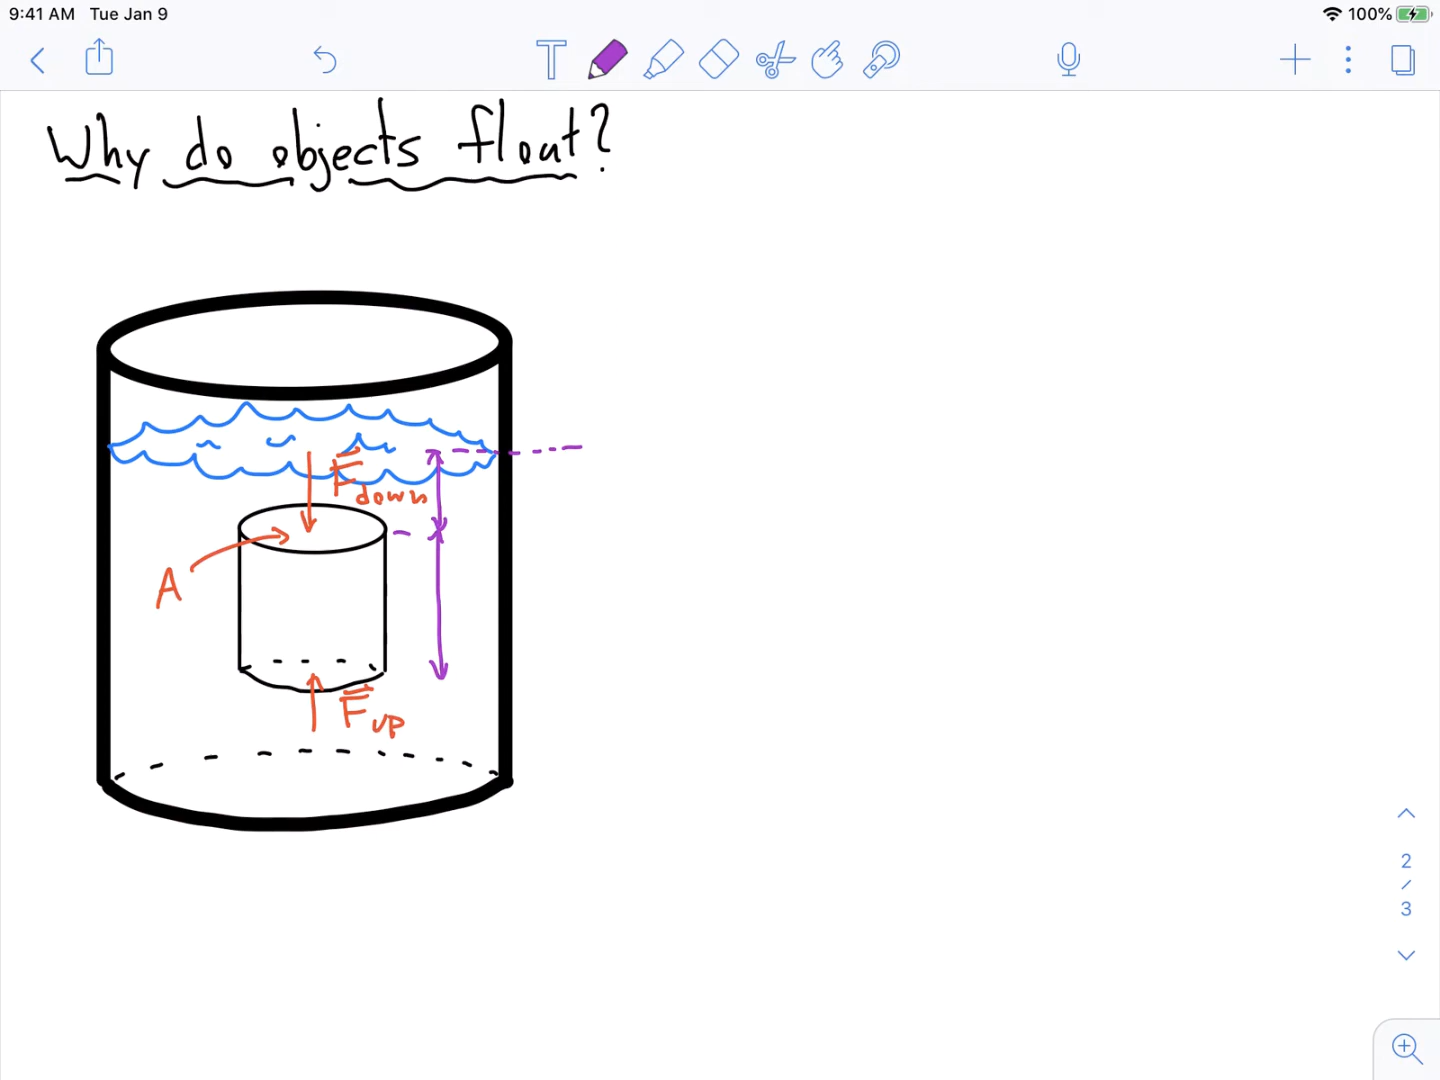 9:41 AM Tue Jan 9
100%
T
Why do objects float?
F down
A
F up
2
/
3